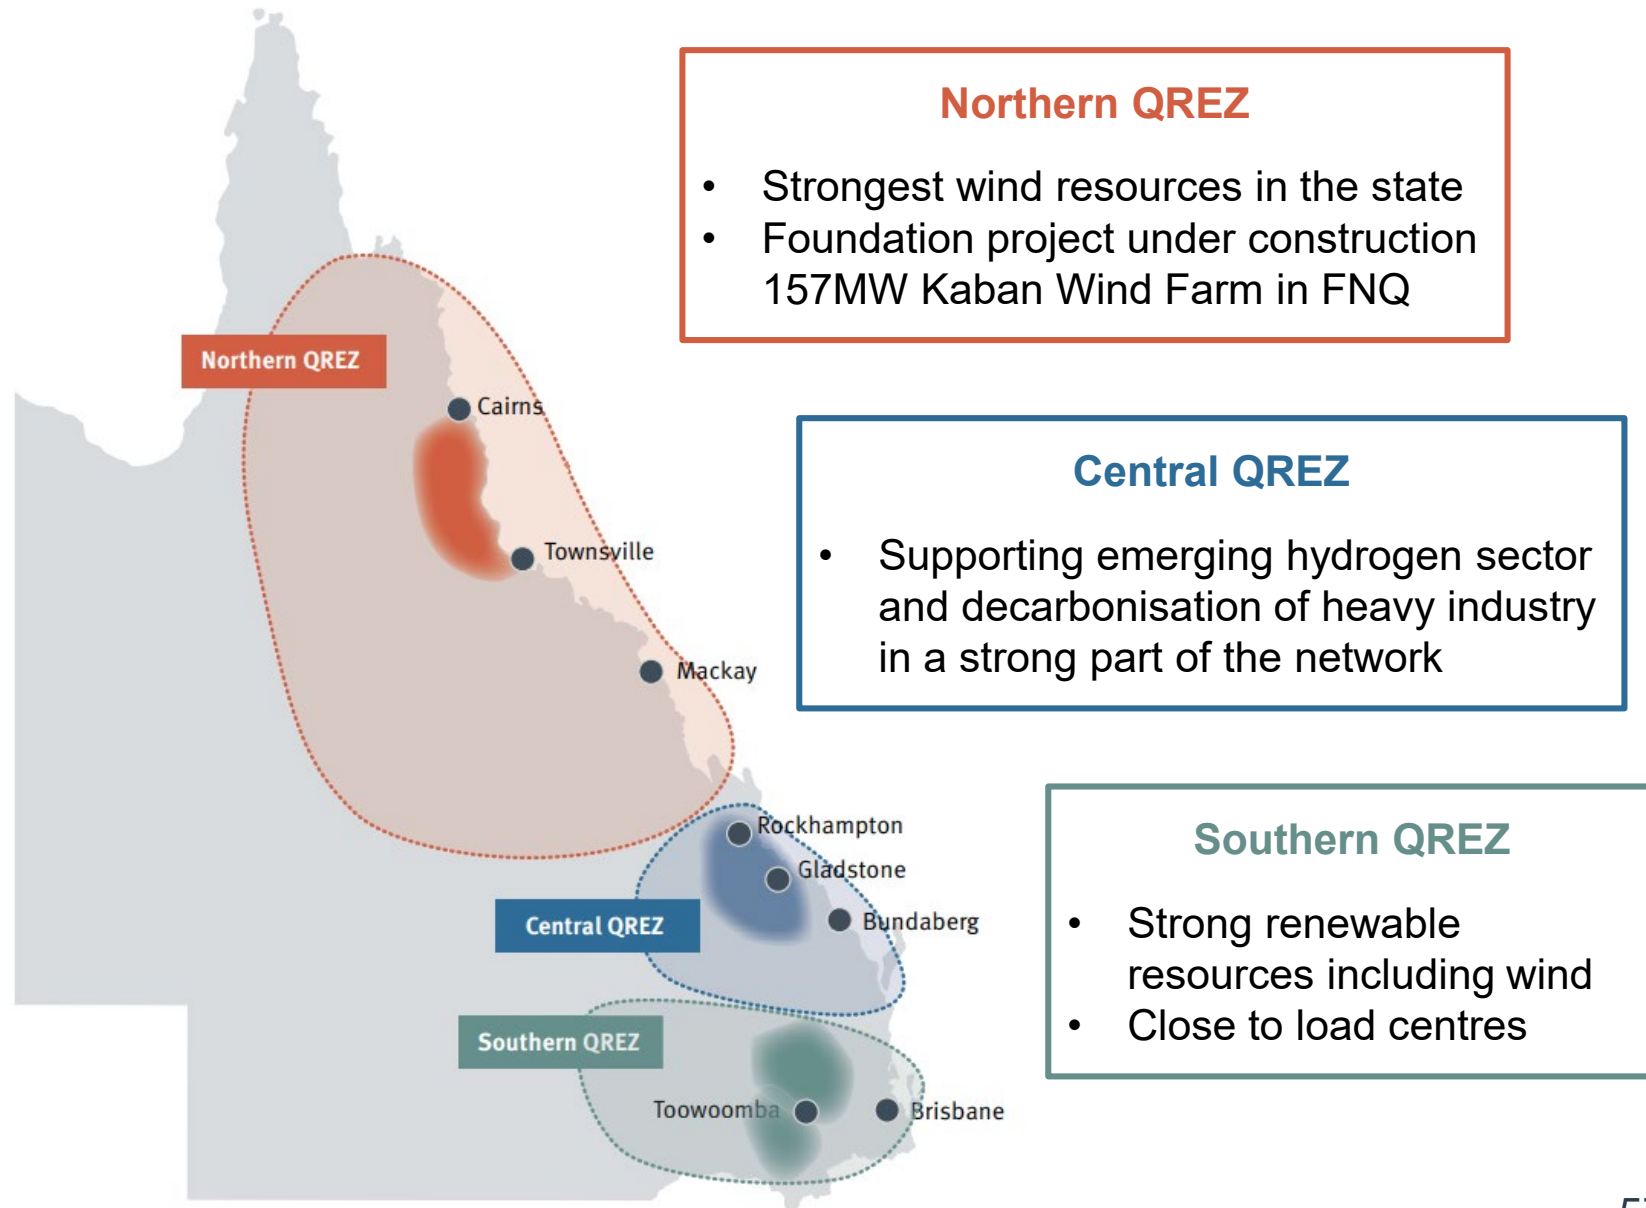 Northern QREZ
• Strongest wind resources in the state
• Foundation project under construction
157MW Kaban Wind Farm in FNQ
Northern QREZ
Cairns
Townsville
Mackay
Central QREZ
• Supporting emerging hydrogen sector
and decarbonisation of heavy industry
in a strong part of the network
Rockhampton
Gladstone
Bundaberg
Central QREZ
Southern QREZ
• Strong renewable
resources including wind
• Close to load centres
Southern QREZ
Toowoomba
Brisbane